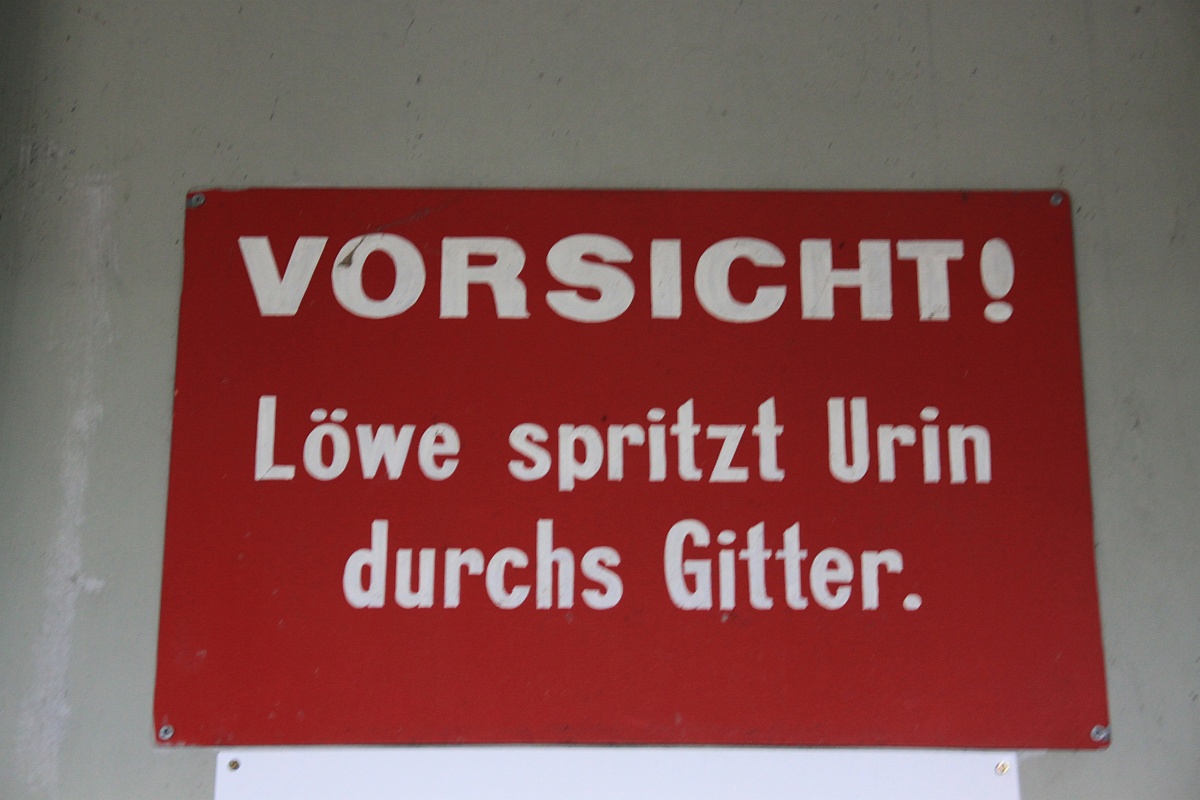 VORSICHT!
Löwe spritzt Urin
durchs Gitter.